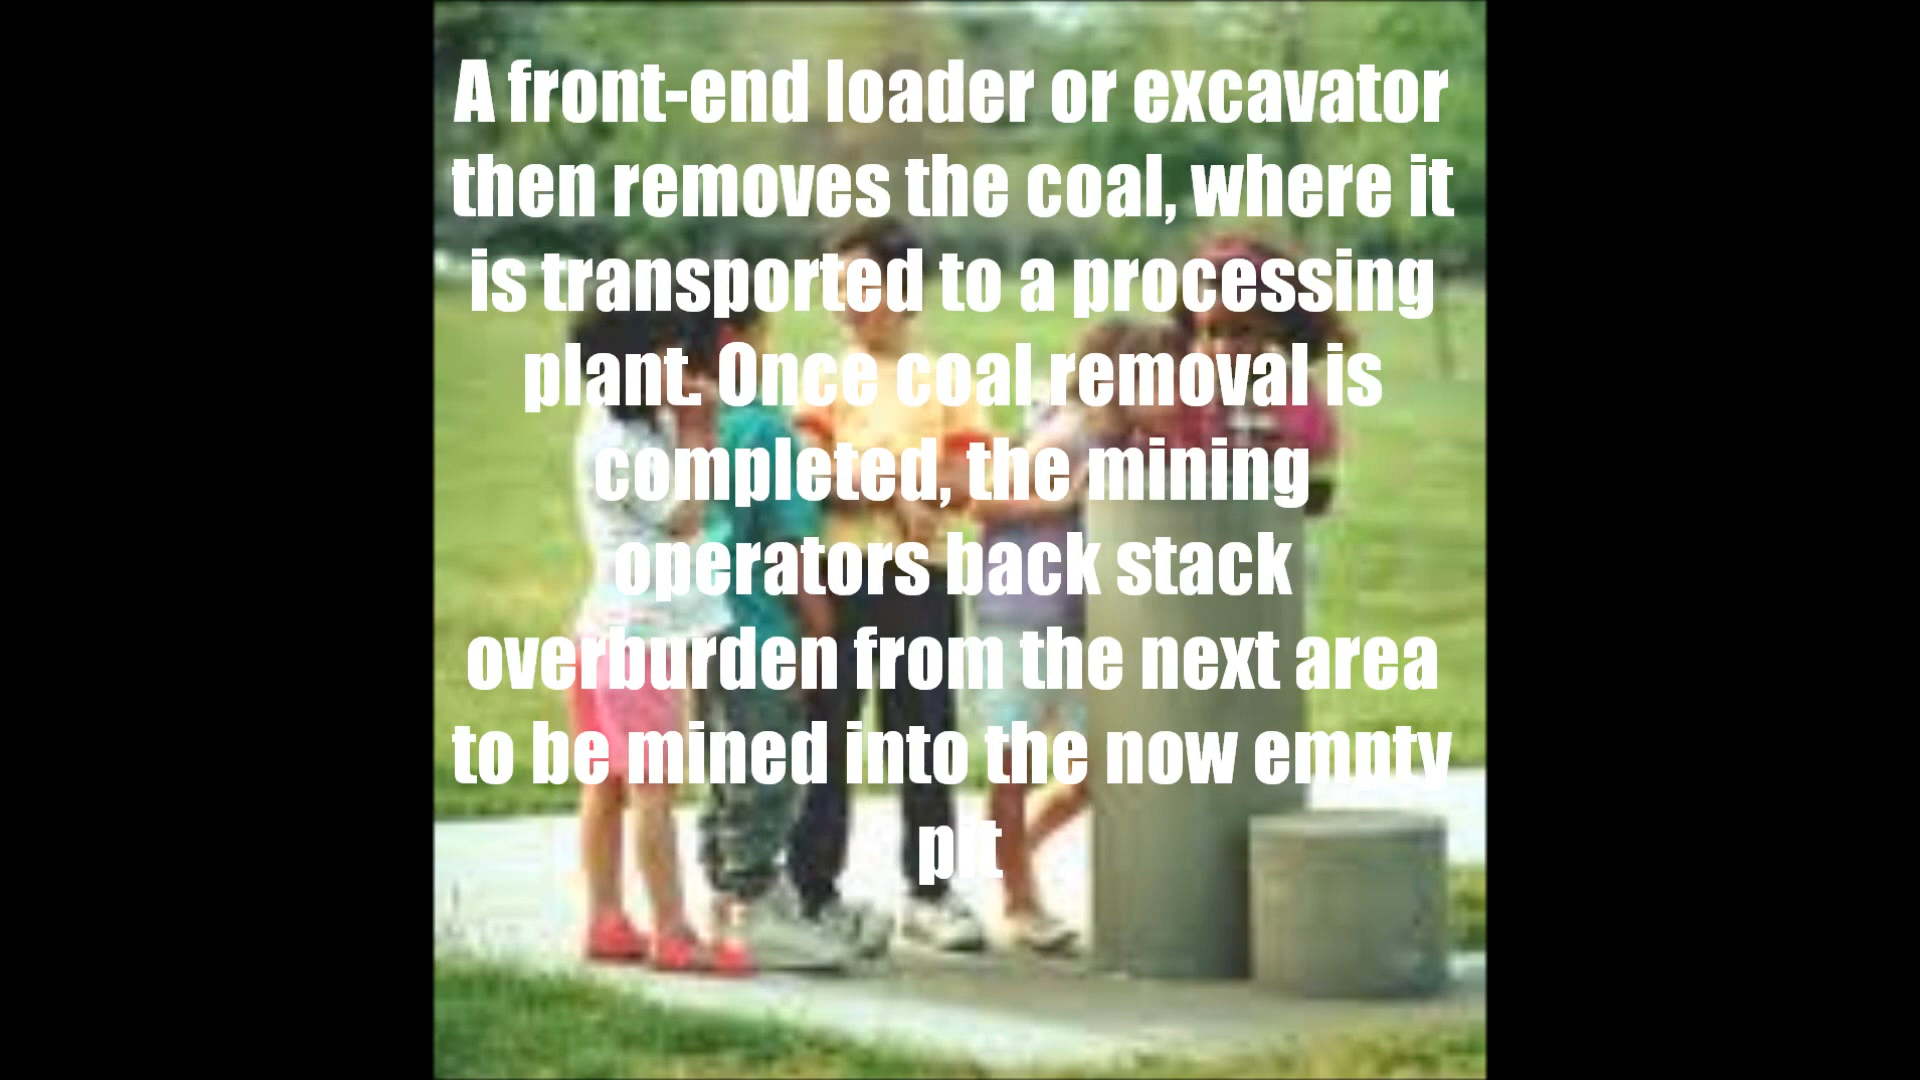 A front-end loader or excavator
then removes the coal, where it
is transported to a processing
plant. Once coal removal is
completed, the mining
operators back stack
overburden from the next area
to be mined into the now empty
pit